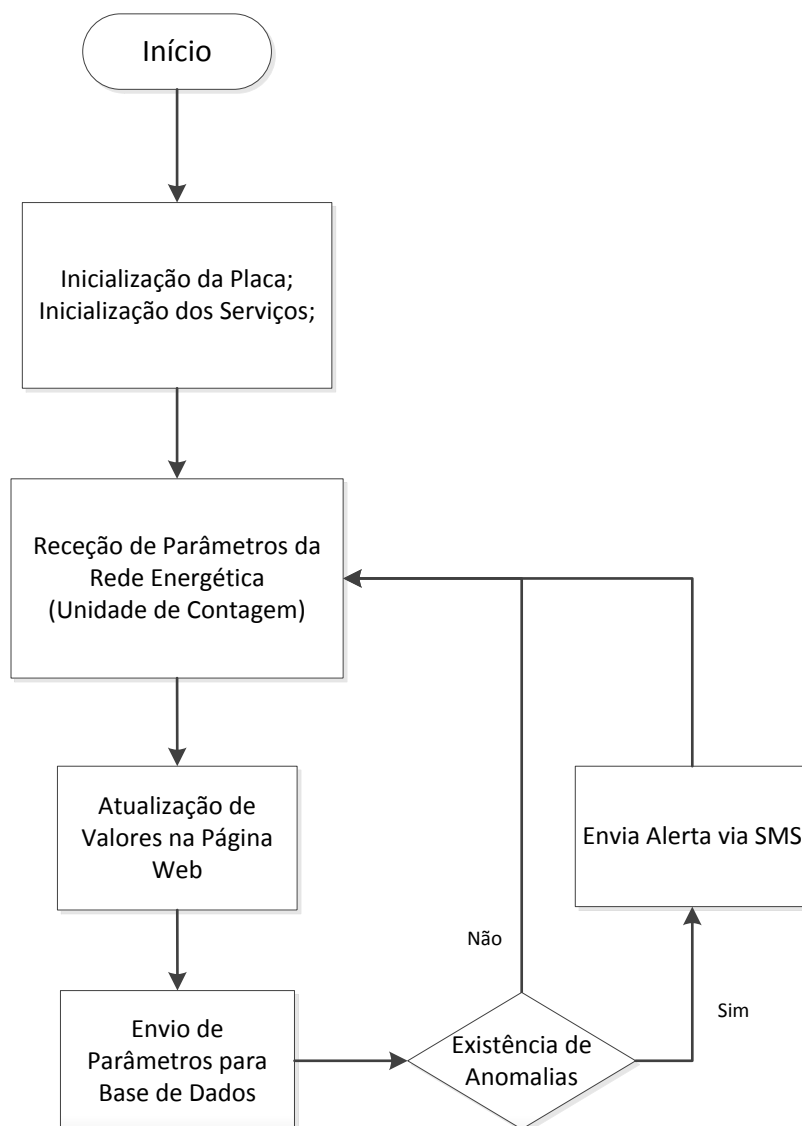 Início
Inicialização da Placa;
Inicialização dos Serviços;
Receção de Parâmetros da
Rede Energética
(Unidade de Contagem)
Atualização de
Valores na Página
Web
Envia Alerta via SMS
Não
Sim
Envio de
Parâmetros para
Base de Dados
Existência de
Anomalias